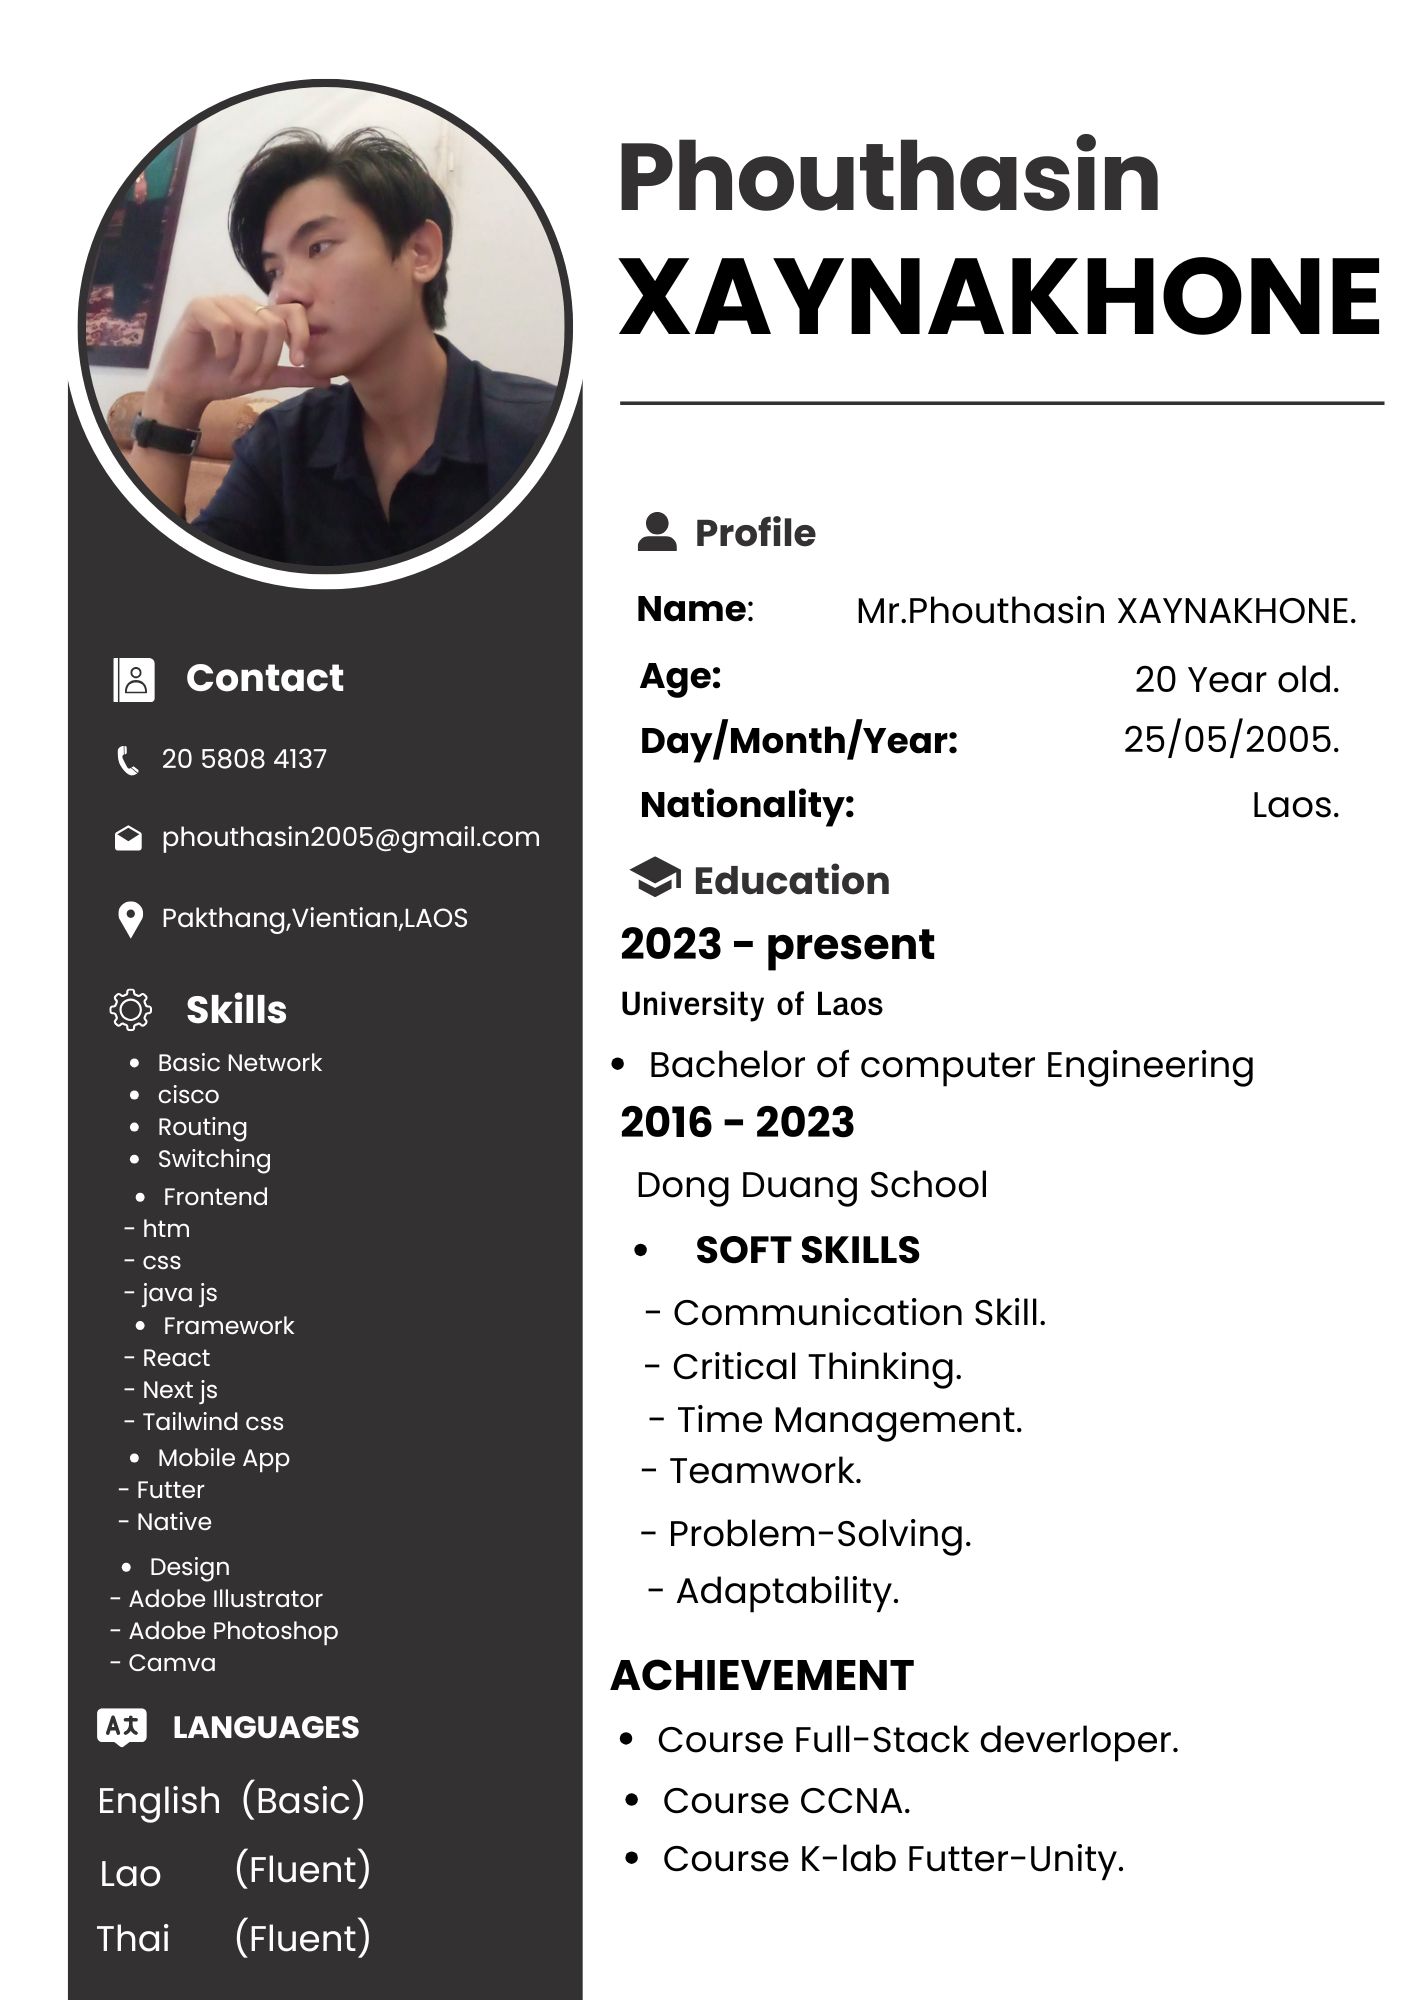 Phouthasin
XAYNAKHONE
Contact
20 5808 4137
phouthasin2005@gmail.com
Pakthang,Vientian,LAOS
Skills
• Basic Network
• cisco
• Routing
• Switching
• Frontend
- htm
- css
- java js
• Framework
- React
- Next js
- Tailwind css
• Mobile App
- Futter
- Native
• Design
- Adobe Illustrator
- Adobe Photoshop
- Camva
LANGUAGES
English (Basic)
Lao (Fluent)
Thai (Fluent)
Profile
Name: Mr.Phouthasin XAYNAKHONE.
Age: 20 Year old.
Day/Month/Year: 25/05/2005.
Nationality: Laos.
Education
2023 - present
University of Laos
• Bachelor of computer Engineering
2016 - 2023
Dong Duang School
• SOFT SKILLS
- Communication Skill.
- Critical Thinking.
- Time Management.
- Teamwork.
- Problem-Solving.
- Adaptability.
ACHIEVEMENT
• Course Full-Stack deverloper.
• Course CCNA.
• Course K-lab Futter-Unity.